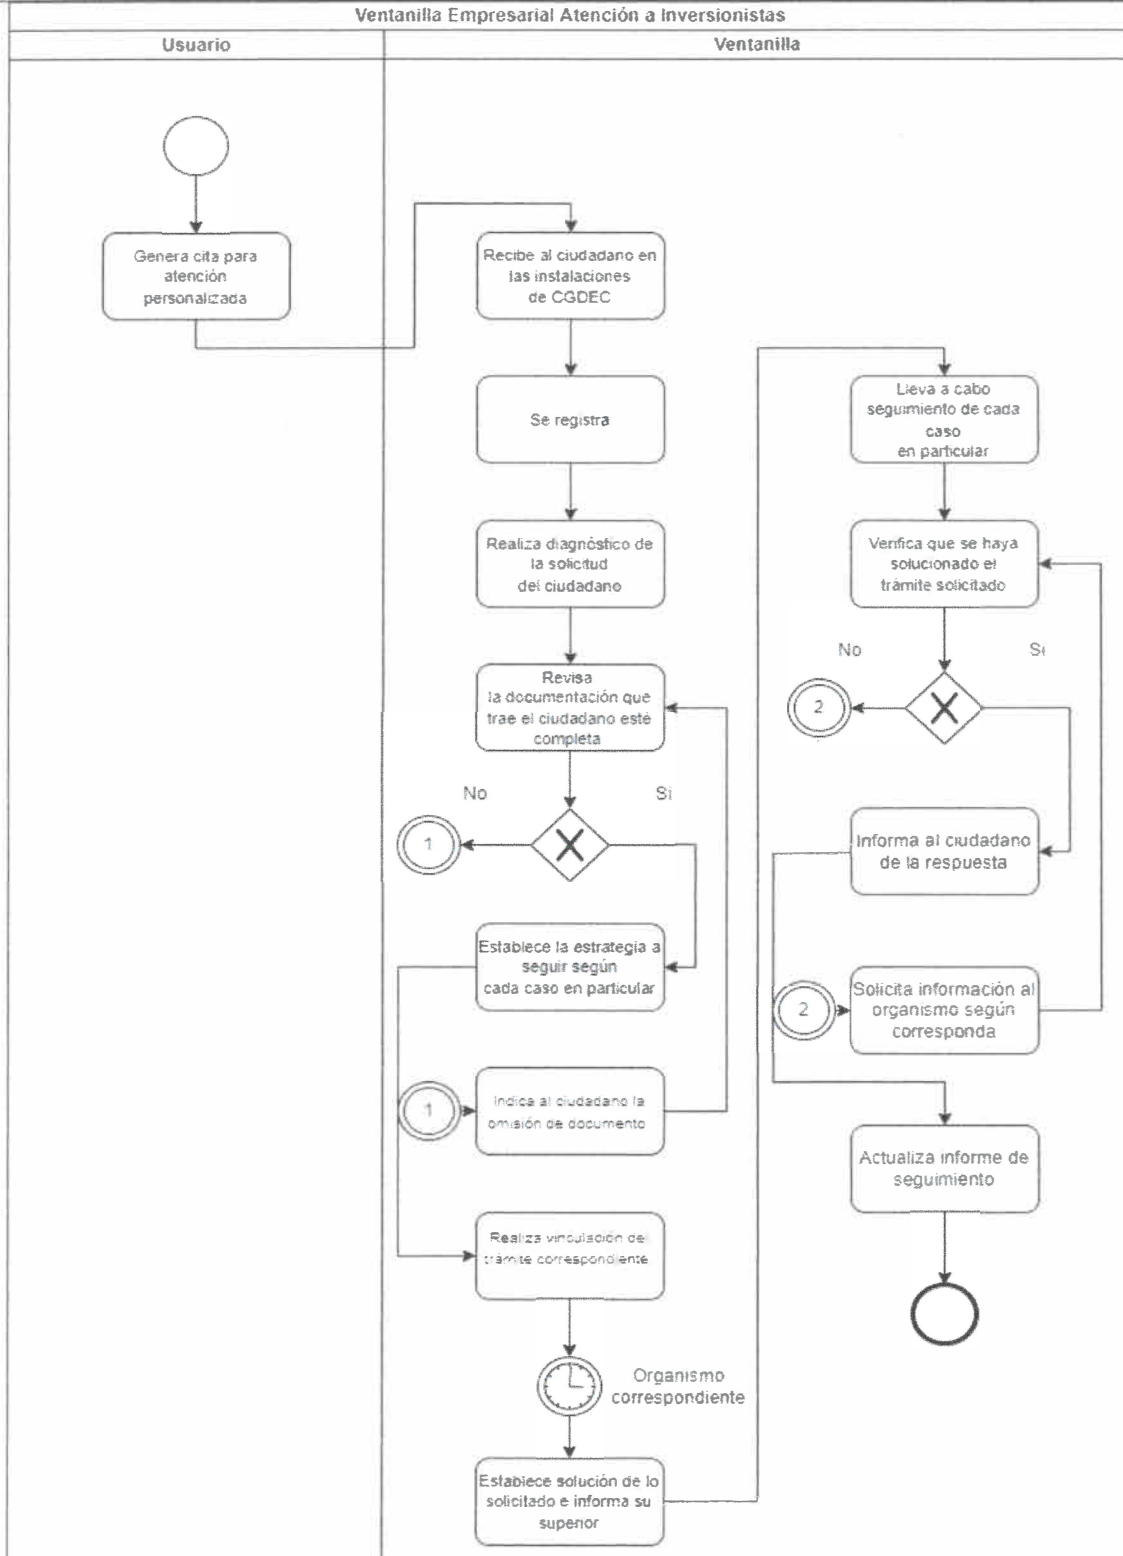 Ventanilla Empresarial Atención a Inversionistas
Usuario
Ventanilla
Genera cita para
atención
personalizada
Recibe al ciudadano en
las instalaciones
de CGDEC
Se registra
Realiza diagnóstico de
la solicitud
del ciudadano
Revisa
la documentación que
trae el ciudadano esté
completa
No
Si
1
Establece la estrategia a
seguir según
cada caso en particular
1
Indica al ciudadano la
omisión de documento
Realiza vinculación del
trámite correspondiente
Organismo
correspondiente
Establece solución de lo
solicitado e informa su
superior
Lleva a cabo
seguimiento de cada
caso
en particular
Verifica que se haya
solucionado el
trámite solicitado
No
Si
2
Informa al ciudadano
de la respuesta
2
Solicita información al
organismo según
corresponda
Actualiza informe de
seguimiento